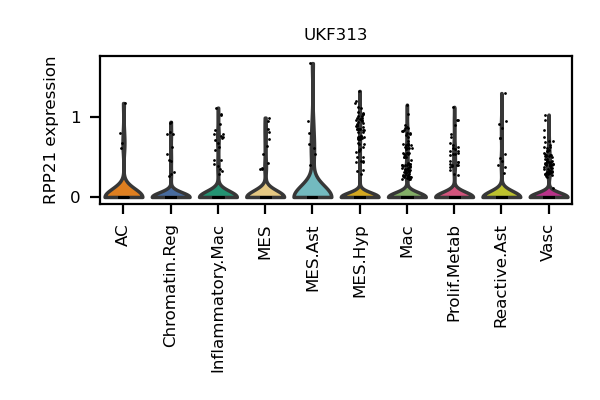 UKF313
RPP21 expression
1
0
AC
Chromatin.Reg
Inflammatory.Mac
MES
MES.Ast
MES.Hyp
Mac
Prolif.Metab
Reactive.Ast
Vasc